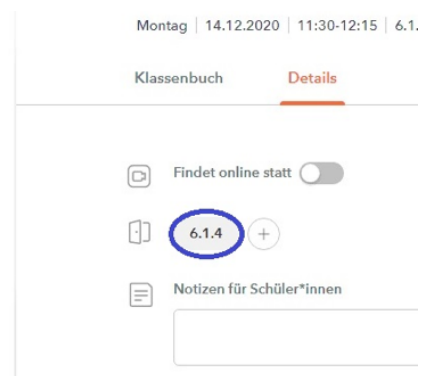 Montag | 14.12.2020 | 11:30-12:15 | 6.1.
Klassenbuch Details
Findet online statt
6.1.4 +
Notizen für Schüler*innen